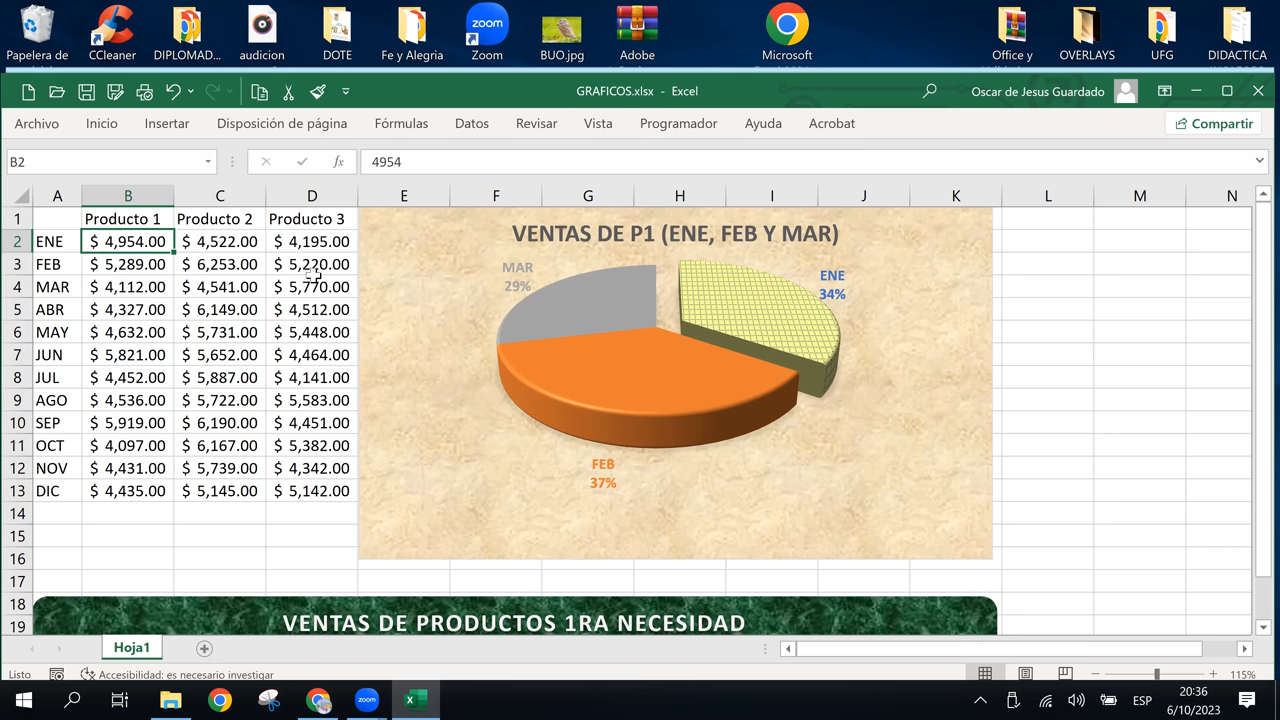 Papelera de
CCleaner
DIPLOMAD...
audicion
DOTE
Fe y Alegria
zoom
Zoom
BUO.jpg
Adobe
Microsoft
Office y
OVERLAYS
UFG
DIDACTICA
GRAFICOS.xlsx - Excel
Oscar de Jesus Guardado
Archivo Inicio Insertar Disposición de página Fórmulas Datos Revisar Vista Programador Ayuda Acrobat Compartir
B2 fx 4954
A B C D E F G H I J K L M N
1 Producto 1 Producto 2 Producto 3
2 ENE $ 4,954.00 $ 4,522.00 $ 4,195.00
3 FEB $ 5,289.00 $ 6,253.00 $ 5,220.00
4 MAR $ 4,112.00 $ 4,541.00 $ 5,770.00
5 ABR $ 4,327.00 $ 6,149.00 $ 4,512.00
6 MAY $ 4,632.00 $ 5,731.00 $ 5,448.00
7 JUN $ 5,821.00 $ 5,652.00 $ 4,464.00
8 JUL $ 4,452.00 $ 5,887.00 $ 4,141.00
9 AGO $ 4,536.00 $ 5,722.00 $ 5,583.00
10 SEP $ 5,919.00 $ 6,190.00 $ 4,451.00
11 OCT $ 4,097.00 $ 6,167.00 $ 5,382.00
12 NOV $ 4,431.00 $ 5,739.00 $ 4,342.00
13 DIC $ 4,435.00 $ 5,145.00 $ 5,142.00
14
15
16
17
18
19
VENTAS DE P1 (ENE, FEB Y MAR)
MAR
29%
ENE
34%
FEB
37%
VENTAS DE PRODUCTOS 1RA NECESIDAD
Hoja1
Listo Accesibilidad: es necesario investigar 115%
zoom
ESP
20:36
6/10/2023